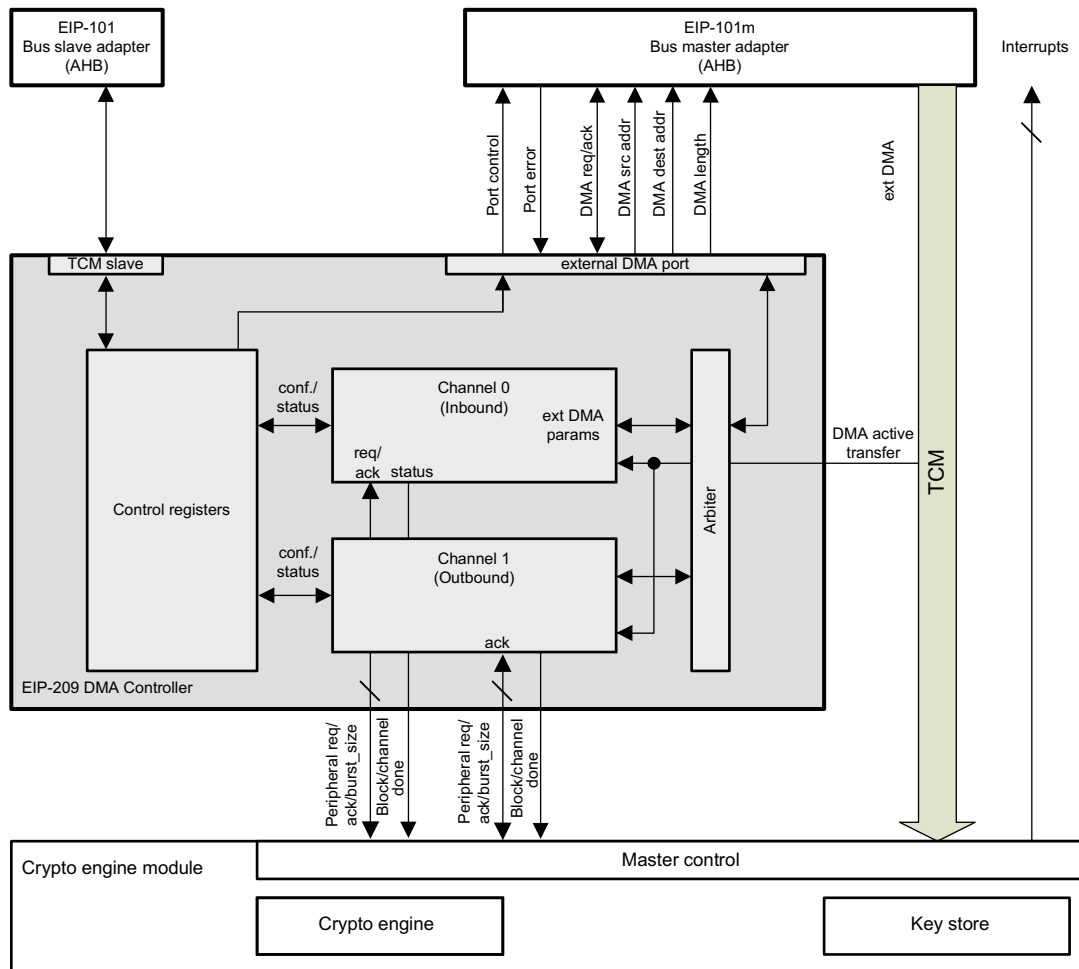 EIP-101
Bus slave adapter
(AHB)
EIP-101m
Bus master adapter
(AHB)
Interrupts
Port control
Port error
DMA req/ack
DMA src addr
DMA dest addr
DMA length
ext DMA
TCM slave
external DMA port
Control registers
conf./
status
Channel 0
(Inbound)
ext DMA
params
req/
ack
status
DMA active
transfer
TCM
Arbiter
conf./
status
Channel 1
(Outbound)
ack
EIP-209 DMA Controller
Peripheral req/
ack/burst_size
Block/channel
done
Peripheral req/
ack/burst_size
Block/channel
done
Crypto engine module
Master control
Crypto engine
Key store